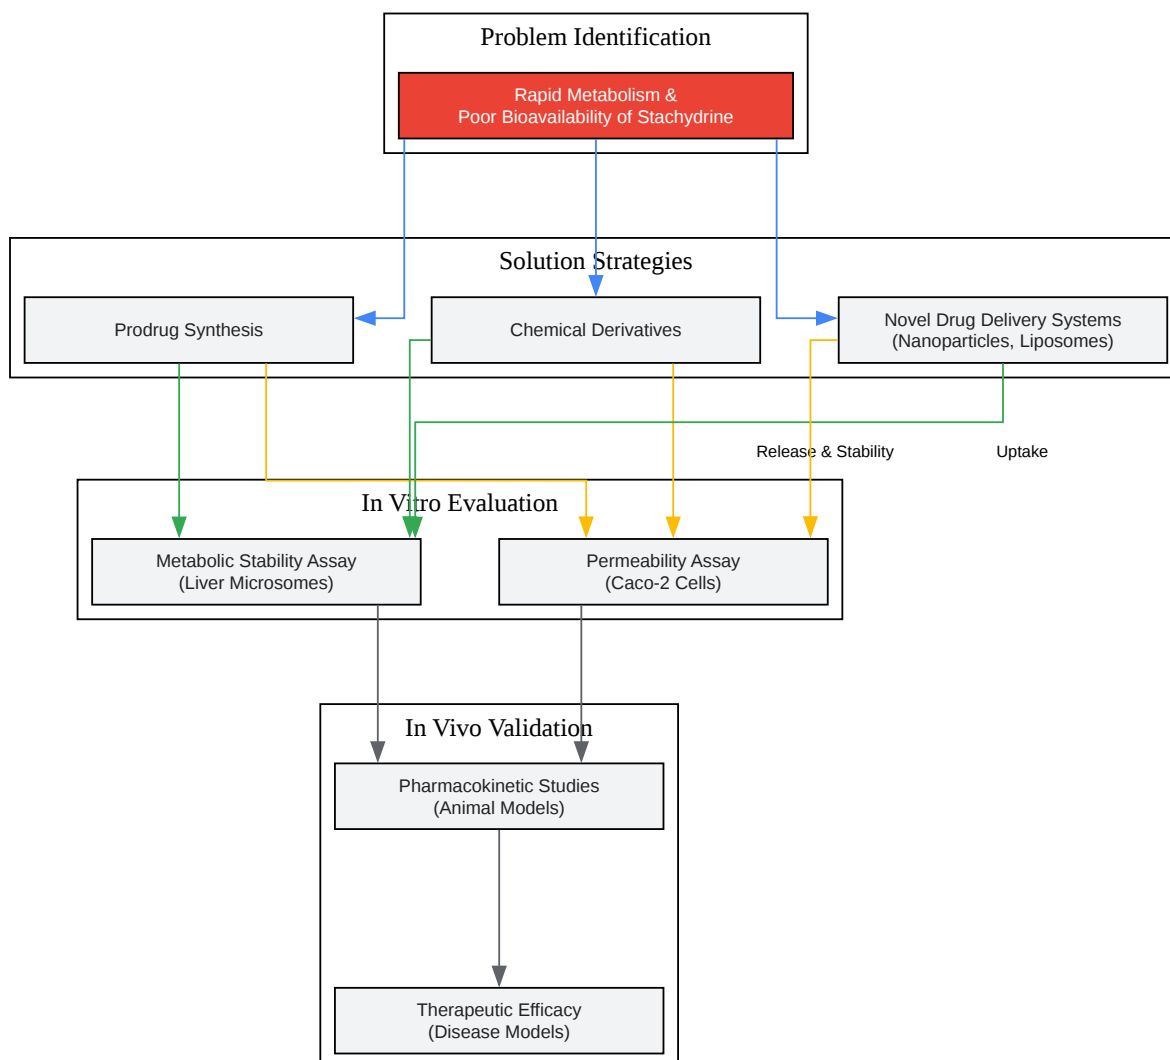 Problem Identification
Rapid Metabolism &
Poor Bioavailability of Stachydrine
Solution Strategies
Prodrug Synthesis
Chemical Derivatives
Novel Drug Delivery Systems
(Nanoparticles, Liposomes)
Release & Stability
Uptake
In Vitro Evaluation
Metabolic Stability Assay
(Liver Microsomes)
Permeability Assay
(Caco-2 Cells)
In Vivo Validation
Pharmacokinetic Studies
(Animal Models)
Therapeutic Efficacy
(Disease Models)